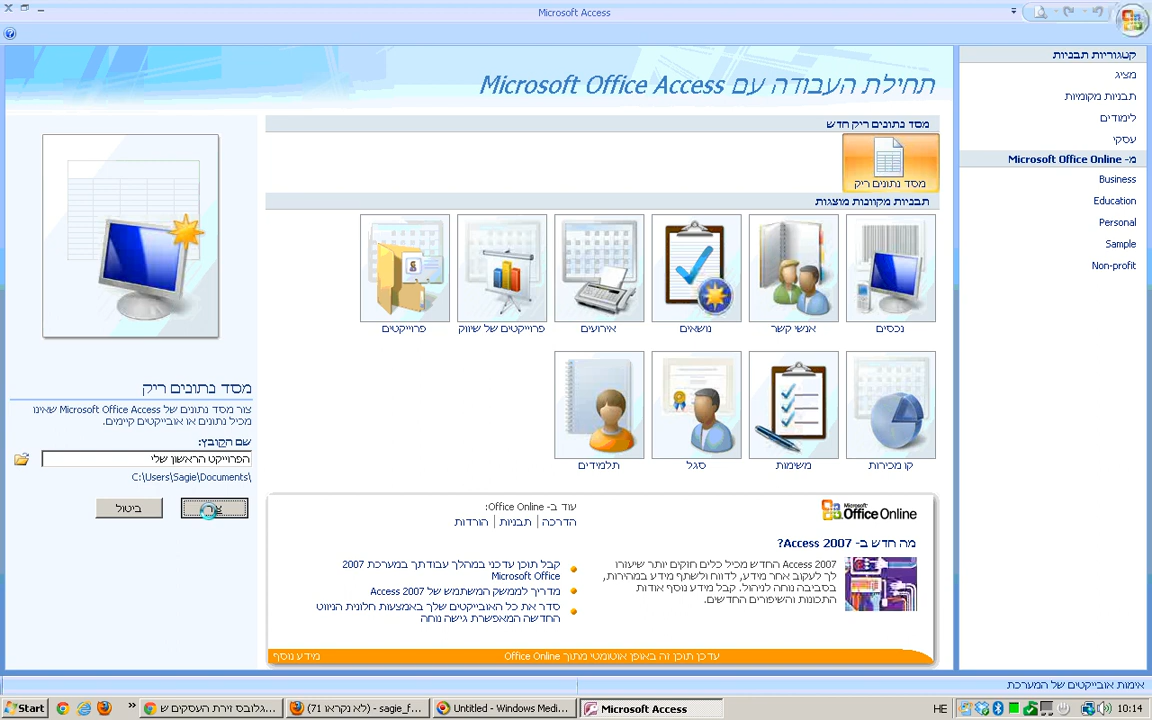 Microsoft Access
תחילת העבודה עם Microsoft Office Access
קטגוריות תבניות
מציג
תבניות מקומיות
לימודים
עסקי
מ- Microsoft Office Online
Business
Education
Personal
Sample
Non-profit
מסד נתונים ריק חדש
מסד נתונים ריק
תבניות מקוונות מוצגות
נכסים
אנשי קשר
נושאים
אירועים
פרוייקטים של שיווק
פרוייקטים
קו מכירות
משימות
סגל
תלמידים
מסד נתונים ריק
צור מסד נתונים של Microsoft Office Access שאינו
מכיל נתונים או אובייקטים קיימים.
שם הקובץ:
הפרוייקט הראשון שלי
C:\Users\Sagie\Documents\
ביטול
Microsoft Office Online
מה חדש ב- Access 2007?
Access 2007 החדש מכיל כלים חזקים יותר שיעזרו
לך לעקוב אחר מידע, לדווח ולשתף מידע במהירות,
בסביבה נוחה לניהול. קבל מידע נוסף אודות
התכונות והשיפורים החדשים.
עוד ב- Office Online:
הדרכה | תבניות | הורדות
קבל תוכן עדכני במהלך עבודתך במערכת 2007
Microsoft Office
מדריך לממשק המשתמש של Access 2007
סדר את כל האובייקטים שלך באמצעות חלונית הניווט
החדשה המאפשרת גישה נוחה
עדכן תוכן זה באופן אוטומטי מתוך Office Online
מידע נוסף
אימות אובייקטים של המערכת
Start
גלובס זירת העסקים ש...
(לא נקראו 71) - sagie_f...
Untitled - Windows Medi...
Microsoft Access
HE
10:14